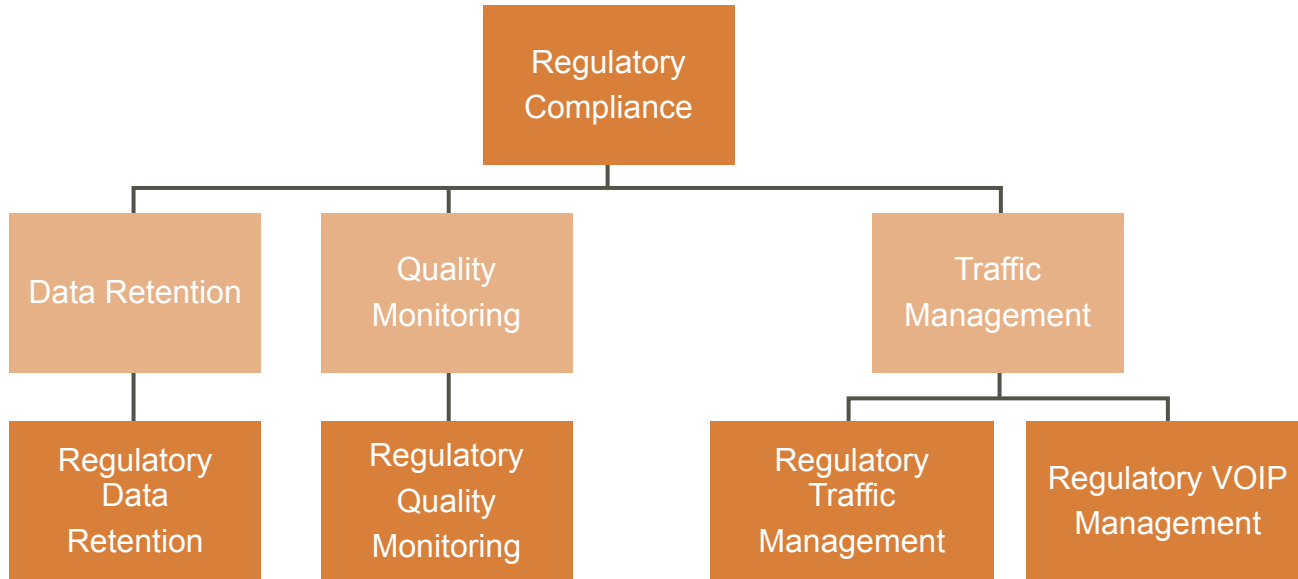 Regulatory
Compliance
Data Retention
Quality
Monitoring
Traffic
Management
Regulatory
Data
Retention
Regulatory
Quality
Monitoring
Regulatory
Traffic
Management
Regulatory VOIP
Management